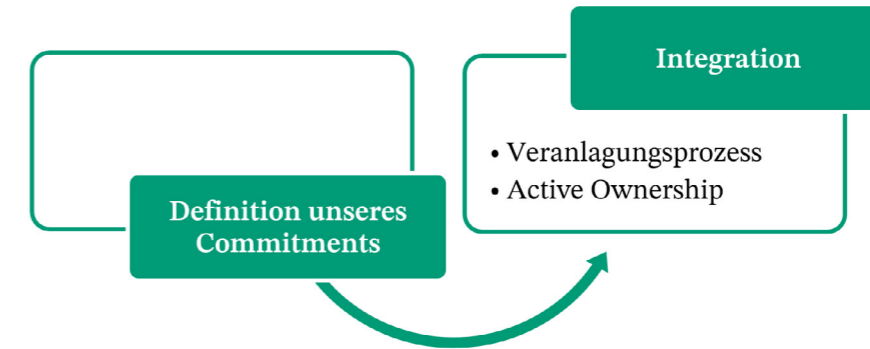 Definition unseres
Commitments
Integration
• Veranlagungsprozess
• Active Ownership